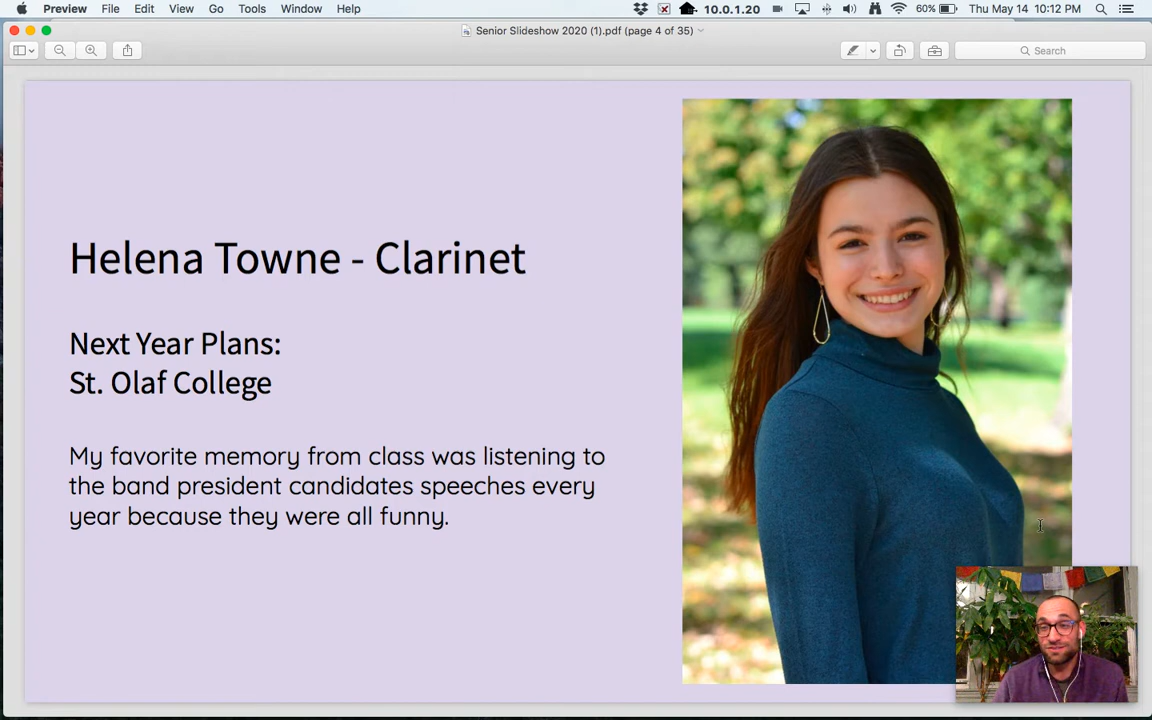 Preview File Edit View Go Tools Window Help 10.0.1.20 60% Thu May 14 10:12 PM
Senior Slideshow 2020 (1).pdf (page 4 of 35)
Search
Helena Towne - Clarinet
Next Year Plans:
St. Olaf College
My favorite memory from class was listening to
the band president candidates speeches every
year because they were all funny.